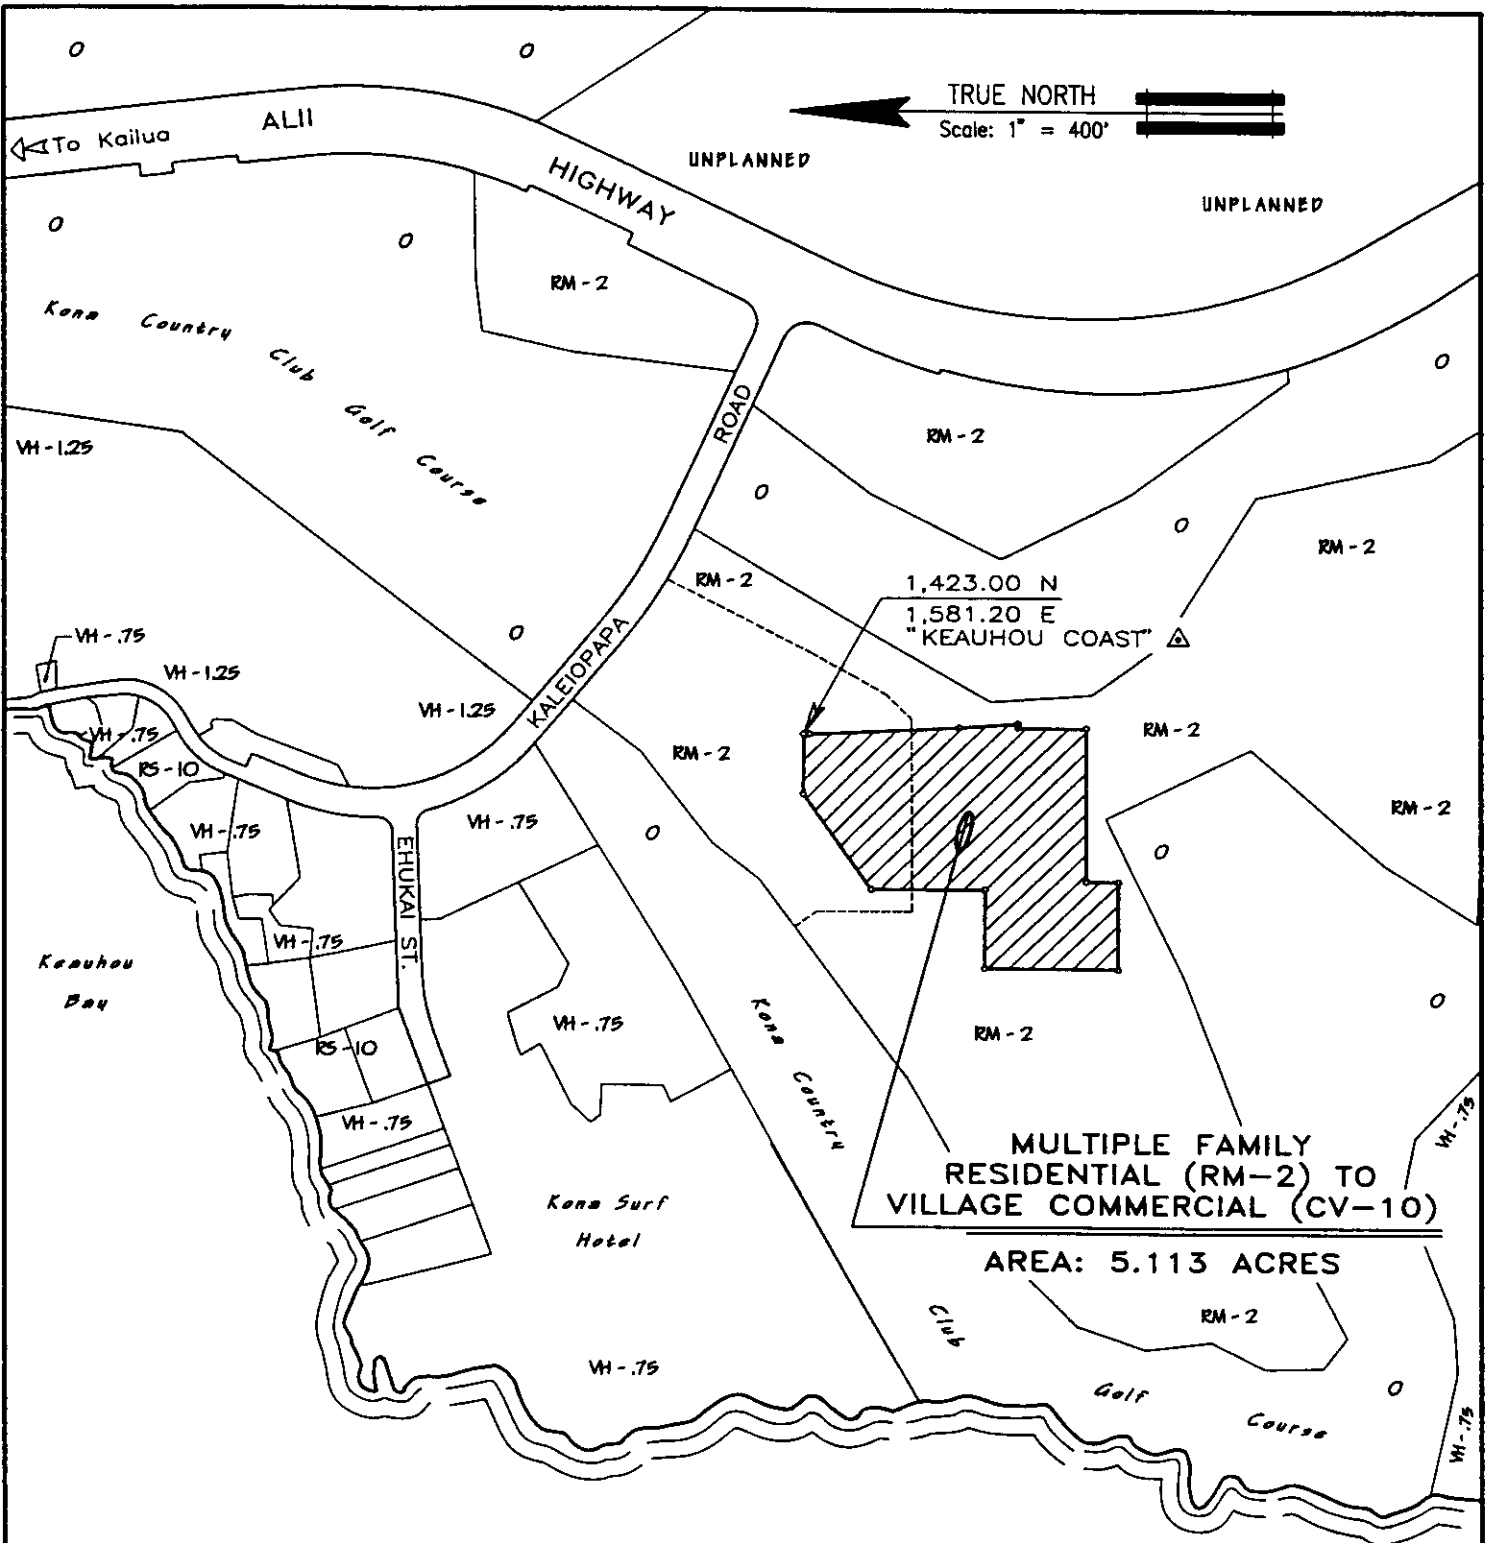 O
O
TRUE NORTH
Scale: 1" = 400'
ALII
To Kailua
HIGHWAY
UNPLANNED
UNPLANNED
O
O
RM-2
Kona Country Club Golf Course
O
ROAD
RM-2
VH-1.25
O
O
RM-2
RM-2
1,423.00 N
1,581.20 E
"KEAUHOU COAST"
VH-.75
O
KALEIOPAPA
VH-1.25
VH-1.25
VH-.75
RM-2
RM-2
RS-10
RM-2
VH-.75
VH-.75
O
O
EHUKAI ST.
VH-.75
Keauhou
Bay
O
VH-.75
RM-2
RS-10
Kona Country Club Golf Course
VH-.75
VH-.75
MULTIPLE FAMILY
RESIDENTIAL (RM-2) TO
VILLAGE COMMERCIAL (CV-10)
AREA: 5.113 ACRES
Kona Surf
Hotel
RM-2
VH-.75
O
VH-.75